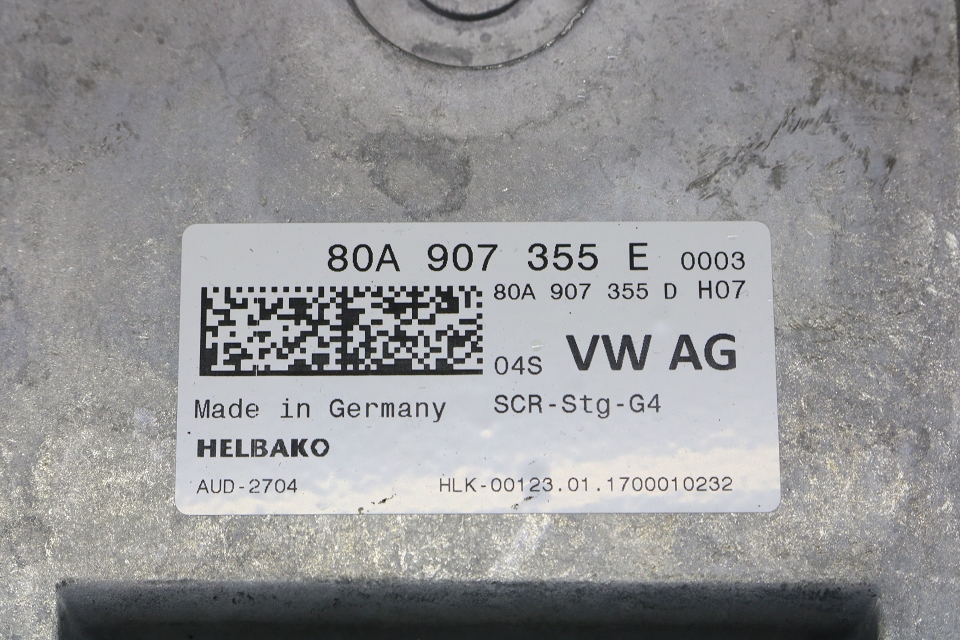 80A 907 355 E 0003
80A 907 355 D H07
04S VW AG
Made in Germany SCR-Stg-G4
HELBAKO
AUD-2704 HLK-00123.01.1700010232